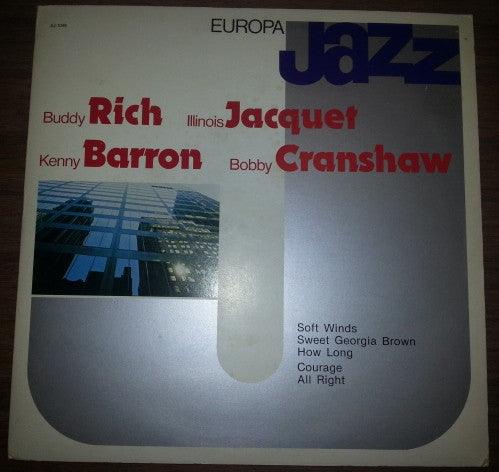 EUROPA
Jazz
Buddy Rich Illinois Jacquet
Kenny Barron Bobby Cranshaw
Soft Winds
Sweet Georgia Brown
How Long
Courage
All Right